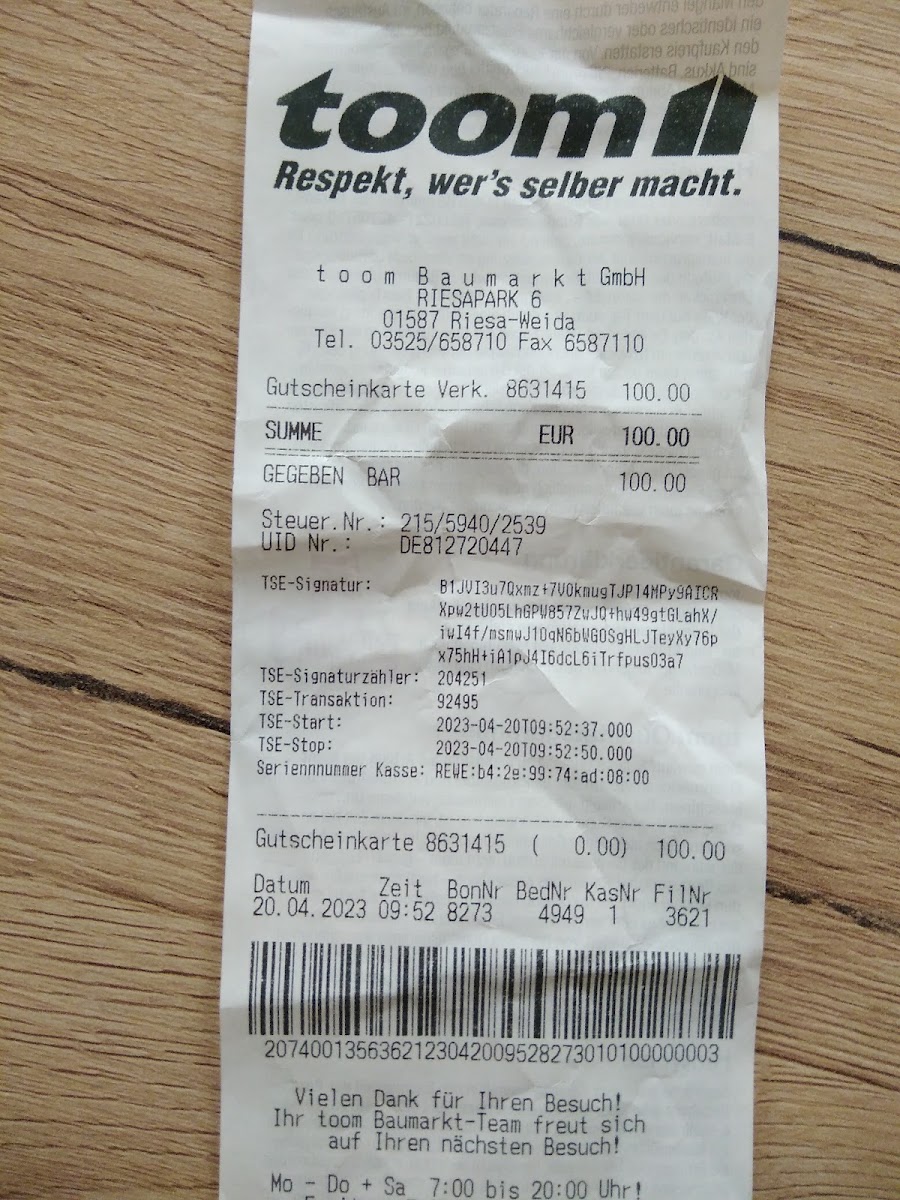 toom
Respekt, wer's selber macht.
toom Baumarkt GmbH
RIESAPARK 6
01587 Riesa-Weida
Tel. 03525/658710 Fax 6587110
Gutscheinkarte Verk. 8631415 100.00
SUMME EUR 100.00
GEGEBEN BAR 100.00
Steuer.Nr.: 215/5940/2539
UID Nr.: DE812720447
TSE-Signatur: B1JVI3u7Qxmz+7V0kmugTJP14MPy9AICR
Xpw2tU05LhGPW857ZwJQ+hw49gtGLahX/
iwI4f/msmwJ10qN6bWGOSgHLJTeyXy76p
x75hH+iA1pJ4I6dcL6iTrfpus03a7
TSE-Signaturzähler: 204251
TSE-Transaktion: 92495
TSE-Start: 2023-04-20T09:52:37.000
TSE-Stop: 2023-04-20T09:52:50.000
Seriennnummer Kasse: REWE:b4:2e:99:74:ad:08:00
Gutscheinkarte 8631415 ( 0.00) 100.00
Datum Zeit BonNr BedNr KasNr FilNr
20.04.2023 09:52 8273 4949 1 3621
2074001356362123042009528273010100000003
Vielen Dank für Ihren Besuch!
Ihr toom Baumarkt-Team freut sich
auf Ihren nächsten Besuch!
Mo - Do + Sa 7:00 bis 20:00 Uhr!